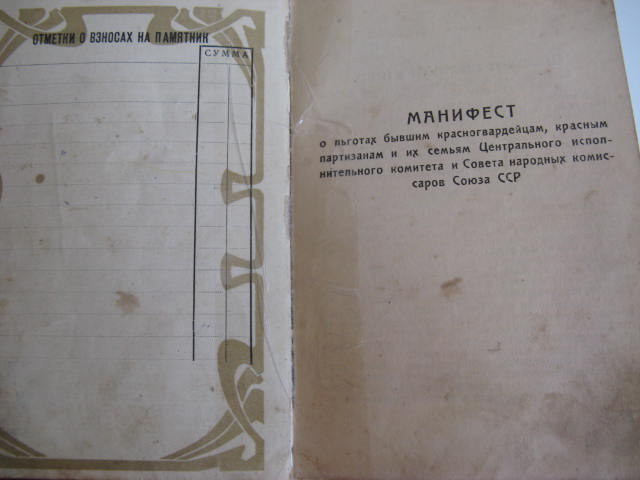 ОТМЕТКИ О ВЗНОСАХ НА ПАМЯТНИК
СУММА
МАНИФЕСТ
о льготах бывшим красногвардейцам, красным
партизанам и их семьям Центрального испол-
нительного комитета и Совета народных комис-
саров Союза ССР